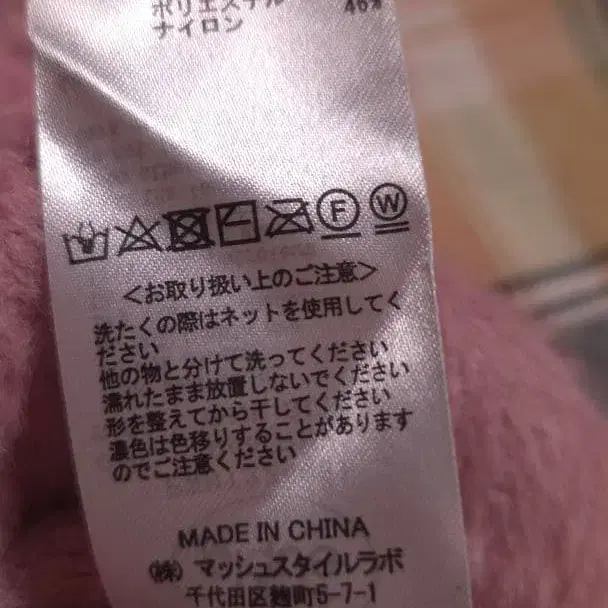 ポリエステル
ナイロン 46%
F W
<お取り扱い上のご注意>
洗たくの際はネットを使用してく
ださい
他の物と分けて洗ってください
濡れたまま放置しないでください
形を整えてから干してください
濃色は色移りすることがあります
のでご注意ください
MADE IN CHINA
㈱ マッシュスタイルラボ
千代田区麹町5-7-1